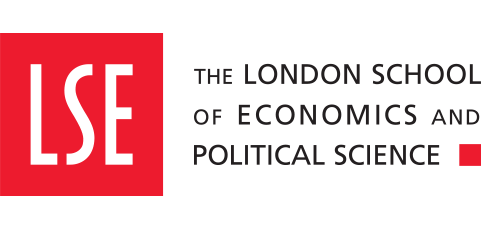 LSE
THE LONDON SCHOOL
OF ECONOMICS AND
POLITICAL SCIENCE